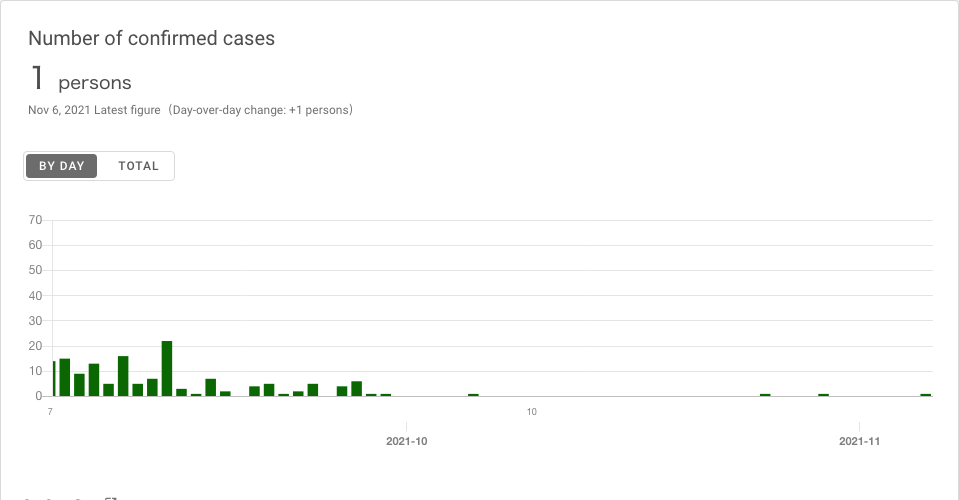 Number of confirmed cases
1 persons
Nov 6, 2021 Latest figure (Day-over-day change: +1 persons)
BY DAY TOTAL
70
60
50
40
30
20
10
0
7 10
2021-10 2021-11